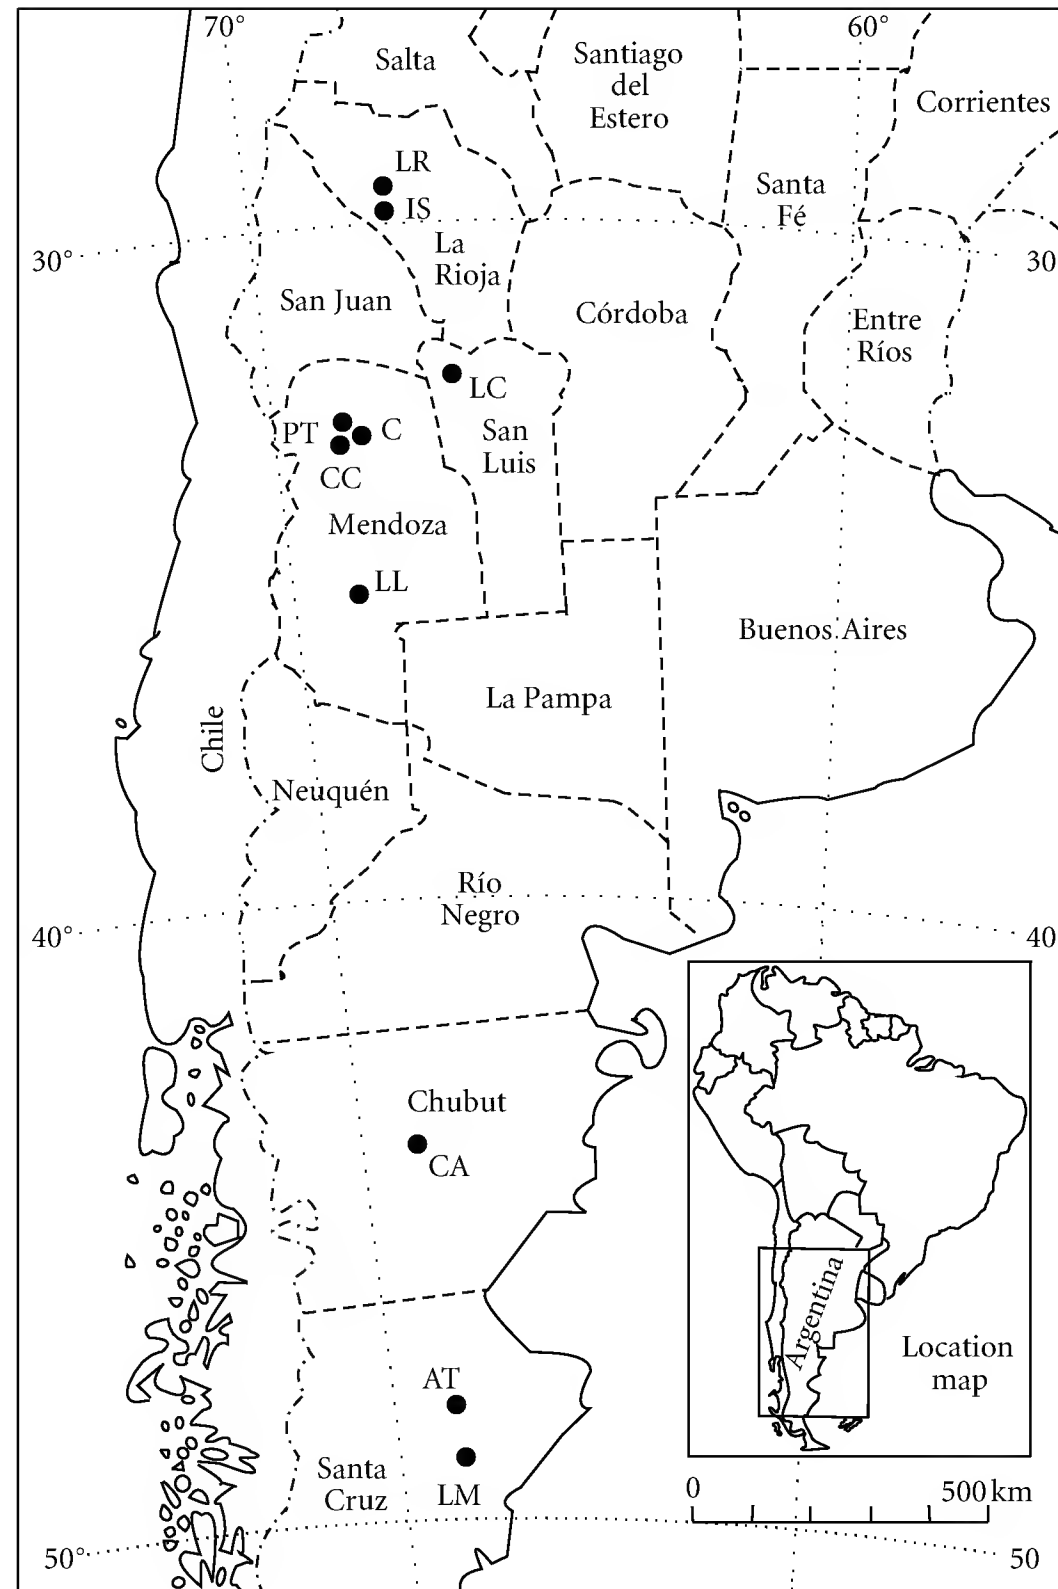 70°
60°
Salta
Santiago
del
Estero
Corrientes
LR
IS
Santa
Fé
La
Rioja
30°
30
San Juan
Córdoba
Entre
Ríos
LC
PT
C
CC
San
Luis
Mendoza
LL
Buenos Aires
La Pampa
Chile
Neuquén
Río
Negro
40°
40
Chubut
CA
Argentina
Location
map
AT
LM
Santa
Cruz
0
500 km
50°
50